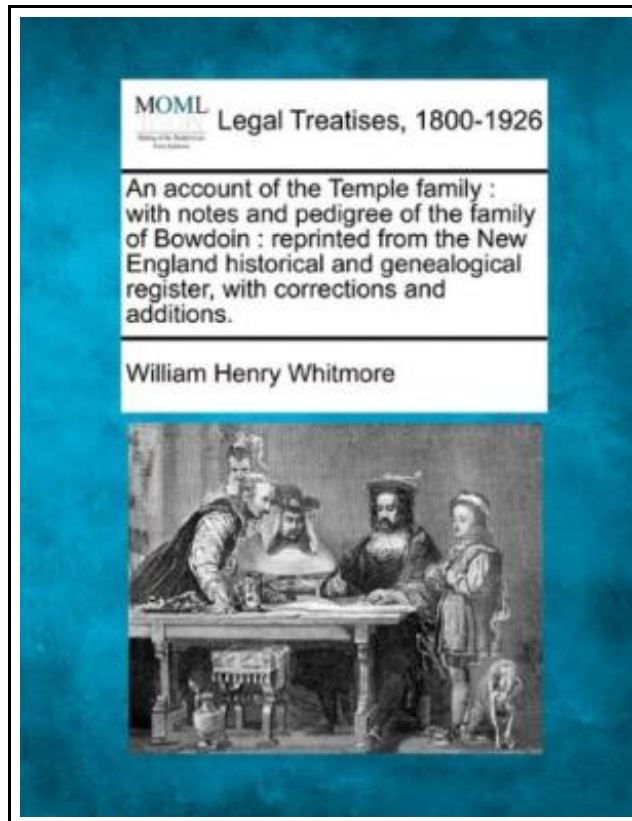 MOML
Legal Treatises, 1800-1926
An account of the Temple family :
with notes and pedigree of the family
of Bowdoin : reprinted from the New
England historical and genealogical
register, with corrections and
additions.
William Henry Whitmore